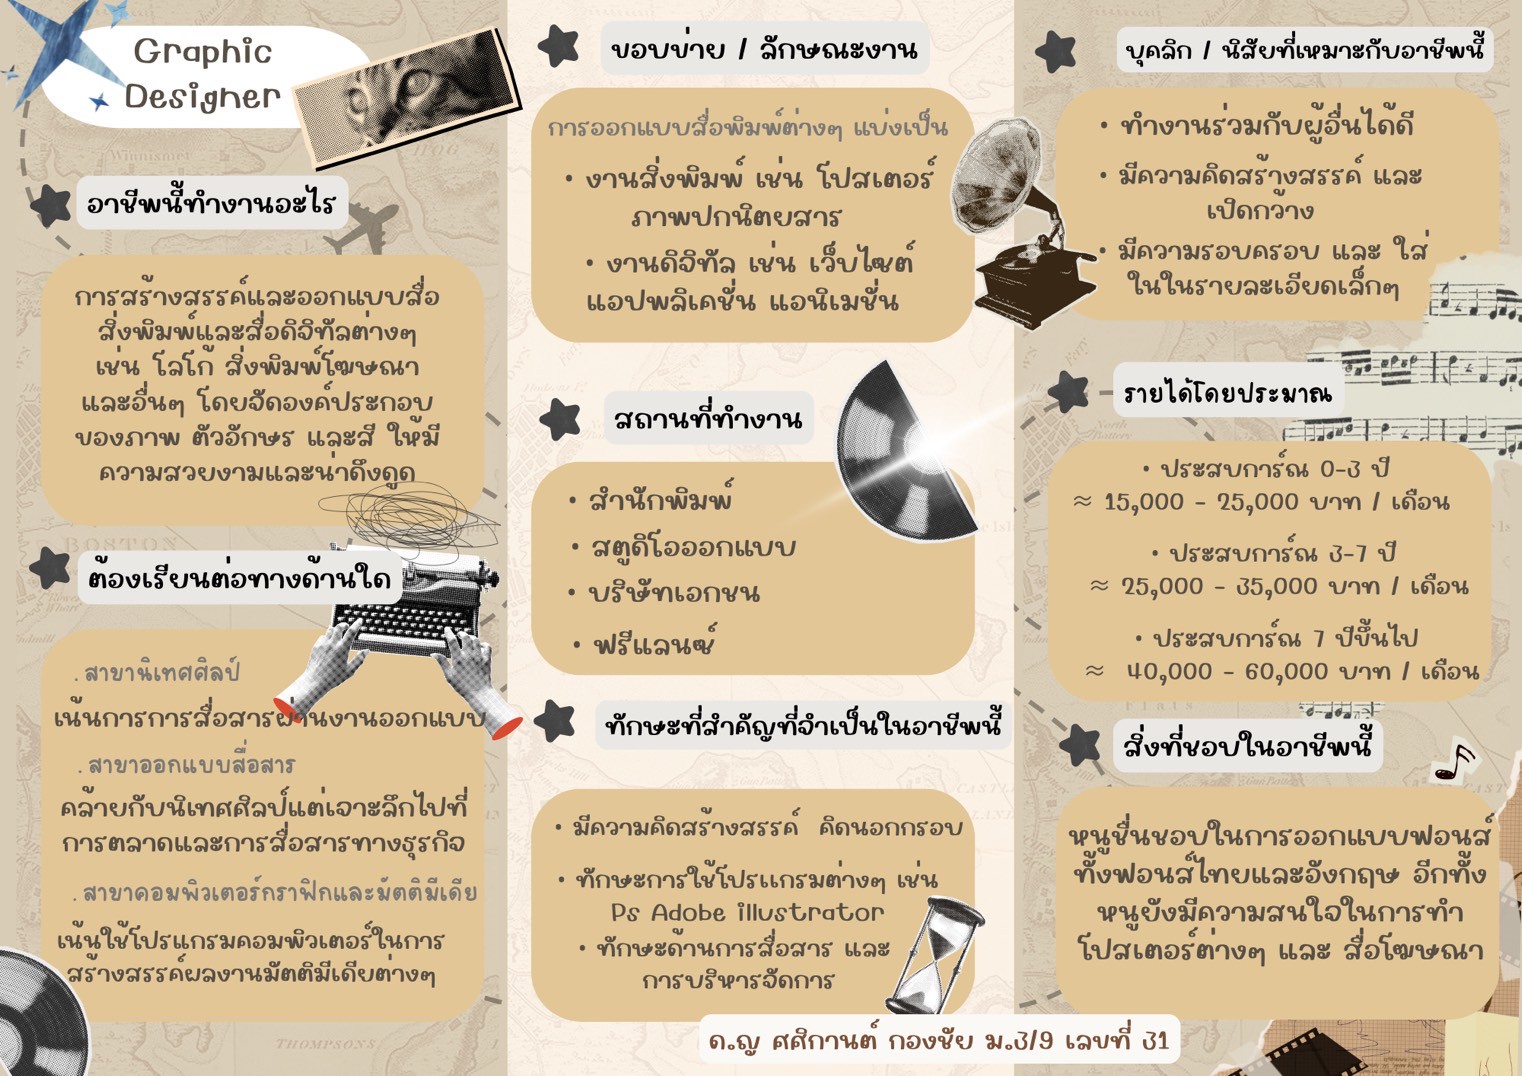 Graphic
Designer
อาชีพนี้ทำงานอะไร
การสร้างสรรค์และออกแบบสื่อ
สิ่งพิมพ์และสื่อดิจิทัลต่างๆ
เช่น โลโก้ สิ่งพิมพ์โฆษณา
และอื่นๆ โดยจัดองค์ประกอบ
ของภาพ ตัวอักษร และสี ให้มี
ความสวยงามและน่าดึงดูด
BOSTON
ต้องเรียนต่อทางด้านใด
. สาขานิเทศศิลป์
เน้นการการสื่อสารผ่านงานออกแบบ
. สาขาออกแบบสื่อสาร
คล้ายกับนิเทศศิลป์แต่เจาะลึกไปที่
การตลาดและการสื่อสารทางธุรกิจ
. สาขาคอมพิวเตอร์กราฟิกและมัตติมีเดีย
เน้นใช้โปรแกรมคอมพิวเตอร์ในการ
สร้างสรรค์ผลงานมัตติมีเดียต่างๆ
THOMPSONS
ขอบข่าย / ลักษณะงาน
การออกแบบสื่อพิมพ์ต่างๆ แบ่งเป็น
• งานสิ่งพิมพ์ เช่น โปสเตอร์
ภาพปกนิตยสาร
• งานดิจิทัล เช่น เว็บไซต์
แอปพลิเคชั่น แอนิเมชั่น
สถานที่ทำงาน
• สำนักพิมพ์
• สตูดิโอออกแบบ
• บริษัทเอกชน
• ฟรีแลนซ์
ทักษะที่สำคัญที่จำเป็นในอาชีพนี้
• มีความคิดสร้างสรรค์ คิดนอกกรอบ
• ทักษะการใช้โปรแกรมต่างๆ เช่น
Ps Adobe illustrator
• ทักษะด้านการสื่อสาร และ
การบริหารจัดการ
บุคลิก / นิสัยที่เหมาะกับอาชีพนี้
• ทำงานร่วมกับผู้อื่นได้ดี
• มีความคิดสร้างสรรค์ และ
เปิดกว้าง
• มีความรอบครอบ และ ใส่
ในในรายละเอียดเล็กๆ
รายได้โดยประมาณ
• ประสบการ์ณ 0-3 ปี
≈ 15,000 - 25,000 บาท / เดือน
• ประสบการ์ณ 3-7 ปี
≈ 25,000 - 35,000 บาท / เดือน
• ประสบการ์ณ 7 ปีขึ้นไป
≈ 40,000 - 60,000 บาท / เดือน
สิ่งที่ชอบในอาชีพนี้
หนูชื่นชอบในการออกแบบฟอนส์
ทั้งฟอนส์ไทยและอังกฤษ อีกทั้ง
หนูยังมีความสนใจในการทำ
โปสเตอร์ต่างๆ และ สื่อโฆษณา
ด.ญ ศศิกานต์ กองชัย ม.3/9 เลขที่ 31